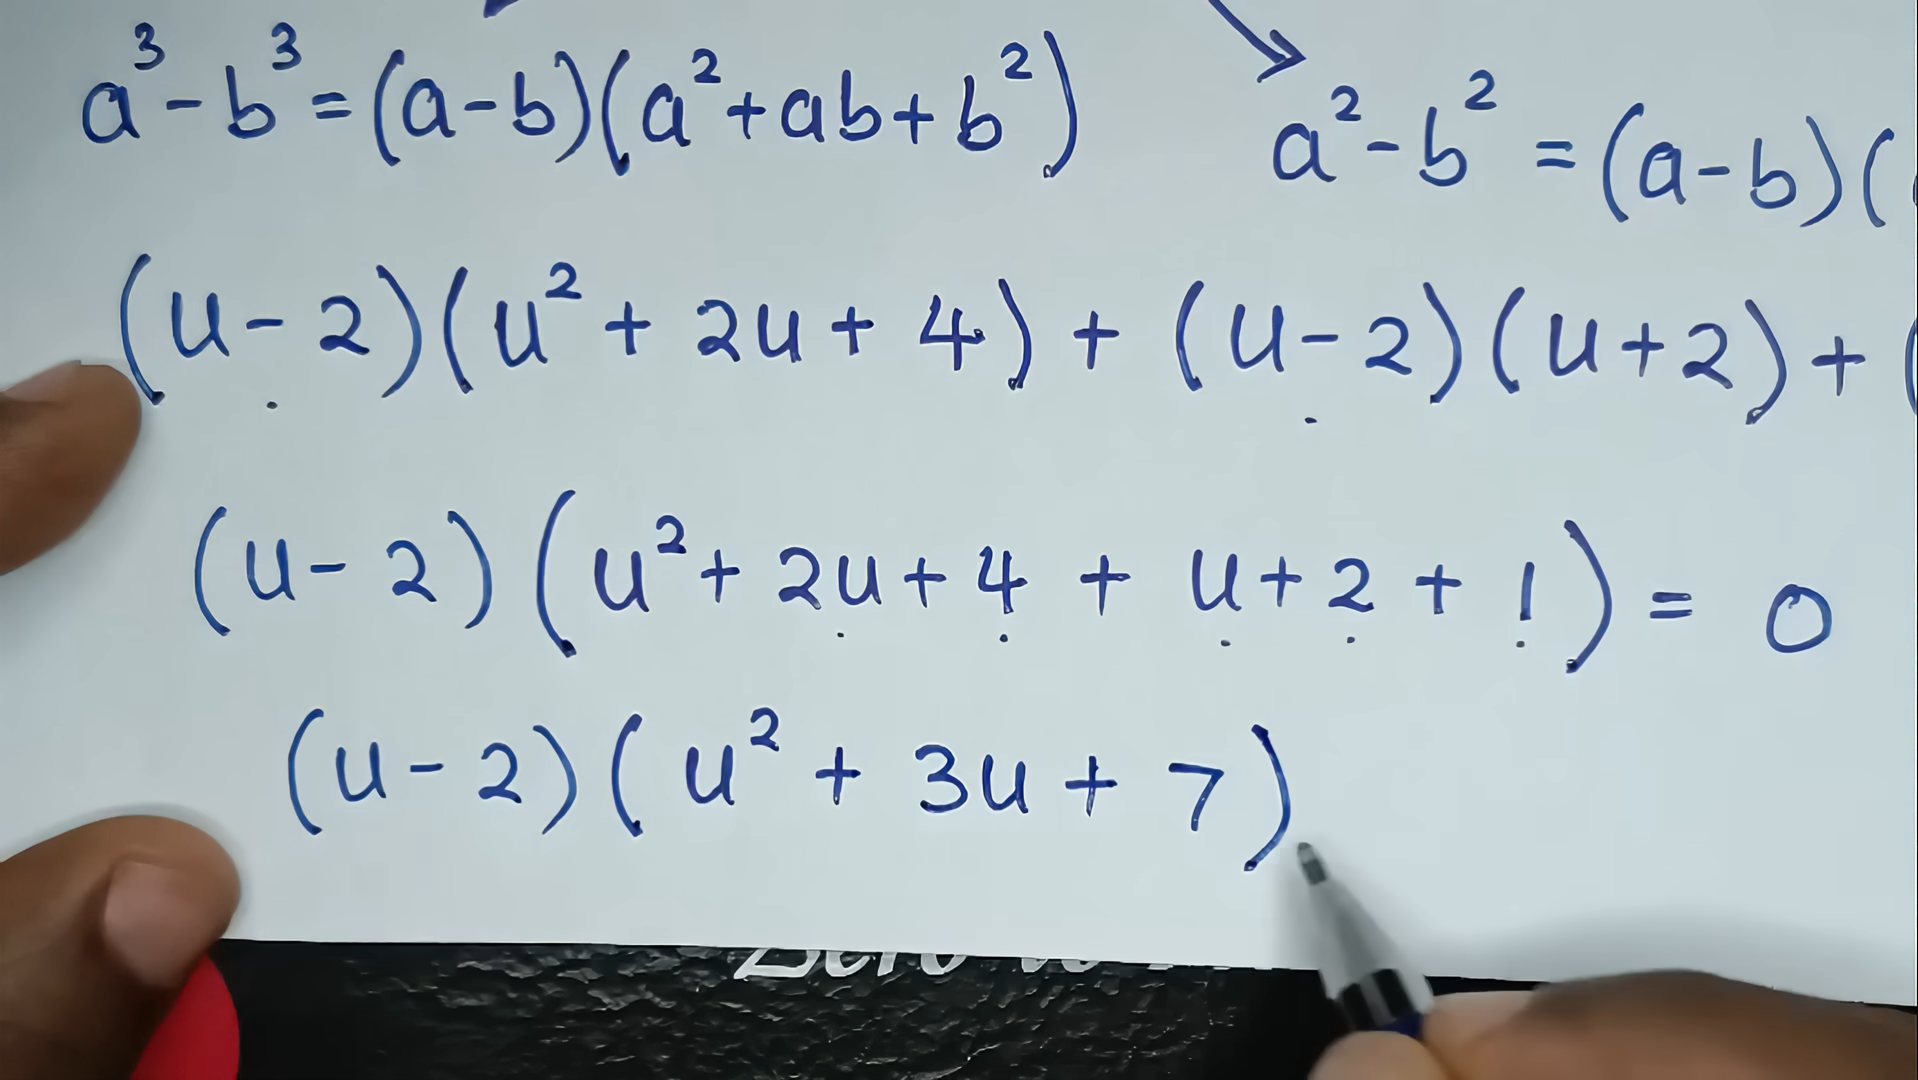 a³ - b³ = (a-b)(a² + ab + b²)
a² - b² = (a-b)(
(u - 2)(u² + 2u + 4) + (u - 2)(u + 2) + (
(u - 2)(u² + 2u + 4 + u + 2 + 1) = 0
(u - 2)(u² + 3u + 7)